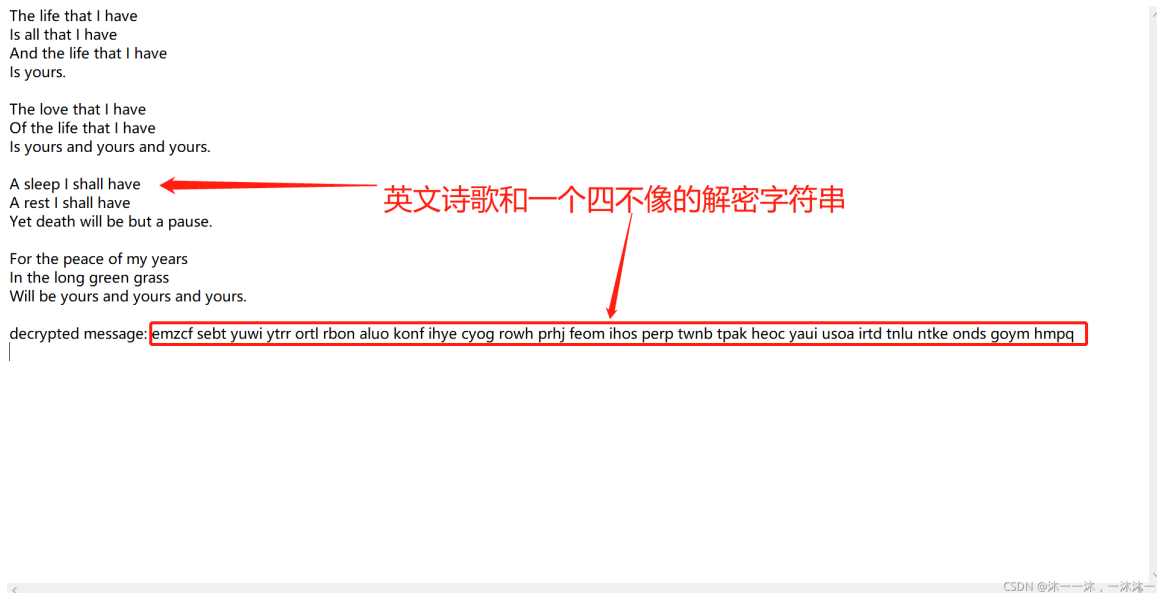 The life that I have
Is all that I have
And the life that I have
Is yours.
The love that I have
Of the life that I have
Is yours and yours and yours.
A sleep I shall have
A rest I shall have
Yet death will be but a pause.
英文诗歌和一个四不像的解密字符串
For the peace of my years
In the long green grass
Will be yours and yours and yours.
decrypted message: emzcf sebt yuwi ytrr ortl rbon aluo konf ihye cyog rowh prhj feom ihos perp twnb tpak heoc yaui usoa irtd tnlu ntke onds goym hmpq
CSDN @沐一一沐，一沐沐一